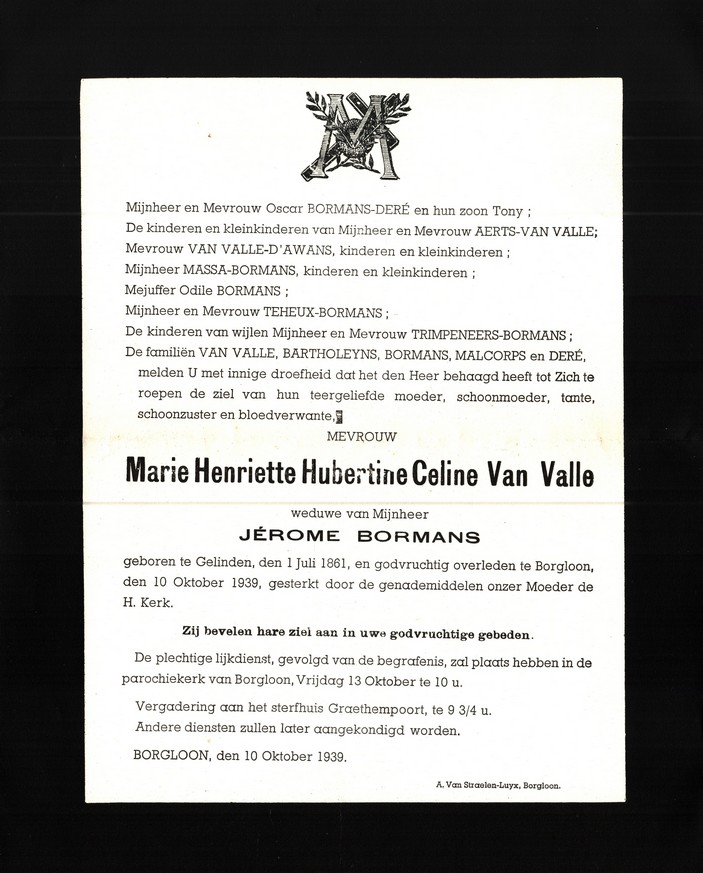 M
Mijnheer en Mevrouw Oscar BORMANS-DERÉ en hun zoon Tony ;
De kinderen en kleinkinderen van Mijnheer en Mevrouw AERTS-VAN VALLE;
Mevrouw VAN VALLE-D'AWANS, kinderen en kleinkinderen ;
Mijnheer MASSA-BORMANS, kinderen en kleinkinderen ;
Mejuffer Odile BORMANS ;
Mijnheer en Mevrouw TEHEUX-BORMANS ;
De kinderen van wijlen Mijnheer en Mevrouw TRIMPENEERS-BORMANS ;
De familiën VAN VALLE, BARTHOLEYNS, BORMANS, MALCORPS en DERÉ,
melden U met innige droefheid dat het den Heer behaagd heeft tot Zich te
roepen de ziel van hun teergeliefde moeder, schoonmoeder, tante,
schoonzuster en bloedverwante,
MEVROUW
Marie Henriette Hubertine Celine Van Valle
weduwe van Mijnheer
JÉROME BORMANS
geboren te Gelinden, den 1 Juli 1861, en godvruchtig overleden te Borgloon,
den 10 Oktober 1939, gesterkt door de genademiddelen onzer Moeder de
H. Kerk.
Zij bevelen hare ziel aan in uwe godvruchtige gebeden.
De plechtige lijkdienst, gevolgd van de begrafenis, zal plaats hebben in de
parochiekerk van Borgloon, Vrijdag 13 Oktober te 10 u.
Vergadering aan het sterfhuis Graethempoort, te 9 3/4 u.
Andere diensten zullen later aangekondigd worden.
BORGLOON, den 10 Oktober 1939.
A. Van Straelen-Luyx, Borgloon.